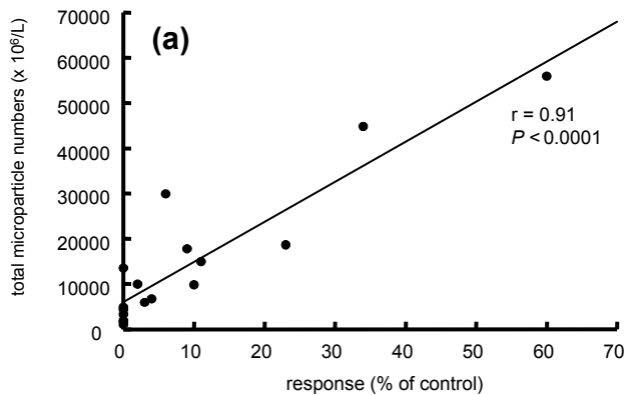 (a)
total microparticle numbers (x 10⁶/L)
70000
60000
50000
40000
30000
20000
10000
0
r = 0.91
P < 0.0001
0 10 20 30 40 50 60 70
response (% of control)